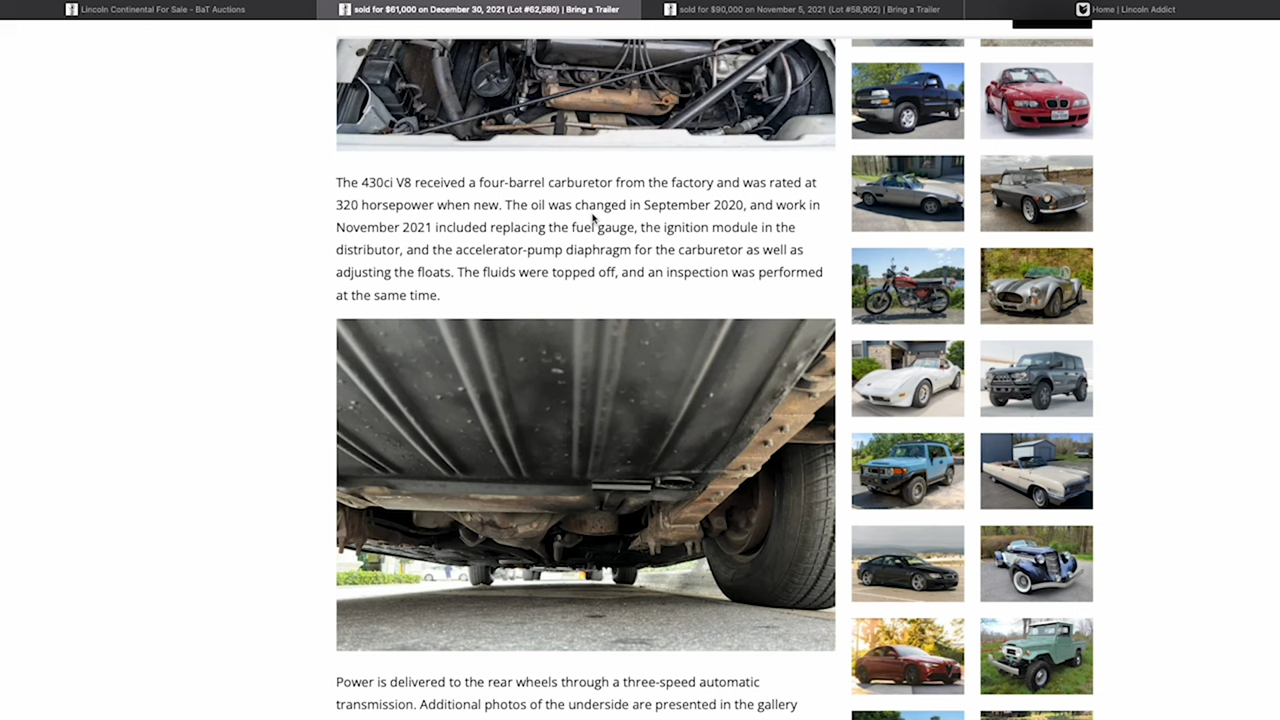 Lincoln Continental For Sale - BaT Auctions
sold for $61,000 on December 30, 2021 (Lot #62,580) | Bring a Trailer
sold for $90,000 on November 5, 2021 (Lot #58,902) | Bring a Trailer
Home | Lincoln Addict
The 430ci V8 received a four-barrel carburetor from the factory and was rated at
320 horsepower when new. The oil was changed in September 2020, and work in
November 2021 included replacing the fuel gauge, the ignition module in the
distributor, and the accelerator-pump diaphragm for the carburetor as well as
adjusting the floats. The fluids were topped off, and an inspection was performed
at the same time.
Power is delivered to the rear wheels through a three-speed automatic
transmission. Additional photos of the underside are presented in the gallery